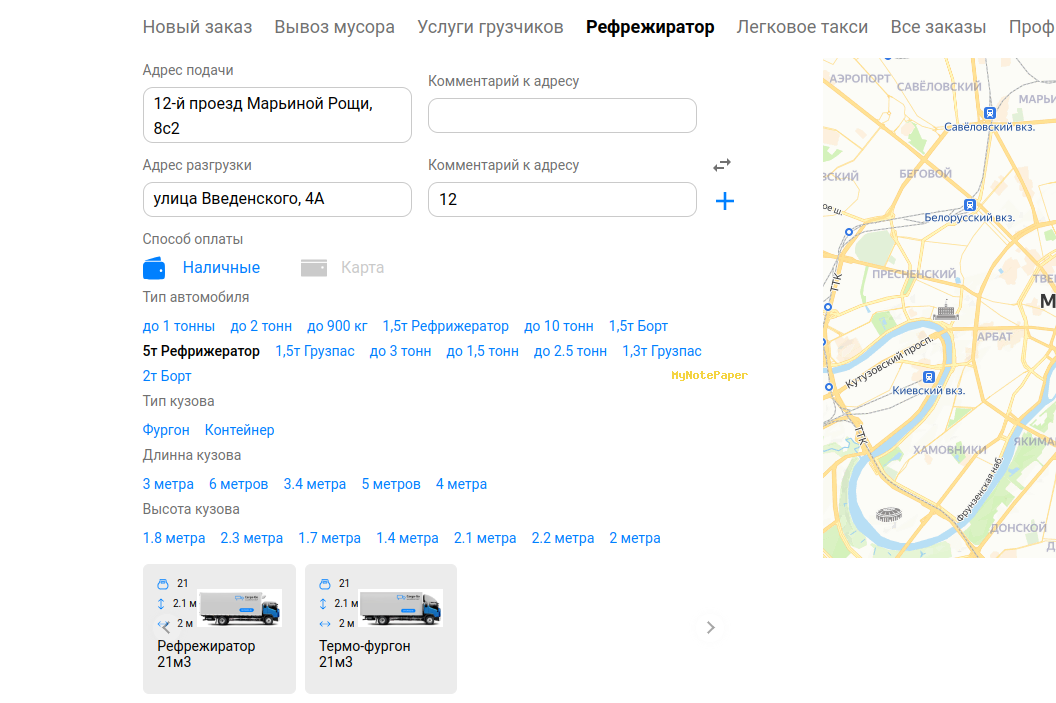 Новый заказ Вывоз мусора Услуги грузчиков Рефрежиратор Легковое такси Все заказы Проф
Адрес подачи
Комментарий к адресу
12-й проезд Марьиной Рощи,
8с2
Адрес разгрузки
Комментарий к адресу
улица Введенского, 4А
12
Способ оплаты
Наличные
Карта
Тип автомобиля
до 1 тонны до 2 тонн до 900 кг 1,5т Рефрижератор до 10 тонн 1,5т Борт
5т Рефрижератор 1,5т Грузпас до 3 тонн до 1,5 тонн до 2.5 тонн 1,3т Грузпас
2т Борт
MyNotePaper
Тип кузова
Фургон Контейнер
Длинна кузова
3 метра 6 метров 3.4 метра 5 метров 4 метра
Высота кузова
1.8 метра 2.3 метра 1.7 метра 1.4 метра 2.1 метра 2.2 метра 2 метра
21
2.1 м
2 м
Рефрежиратор
21м3
21
2.1 м
2 м
Термо-фургон
21м3
АЭРОПОРТ
САВЁЛОВСКИЙ
МАРЬИ
Савёловский вкз.
ВСКИЙ
БЕГОВОЙ
ое ш.
Белорусский вкз.
ТТК
ПРЕСНЕНСКИЙ
ТВЕР
М
АРБАТ
Кутузовский просп.
Киевский вкз.
ТТК
ХАМОВНИКИ
ЯКИМАН
Фрунзенская наб.
ДОНСКОЙ
Д